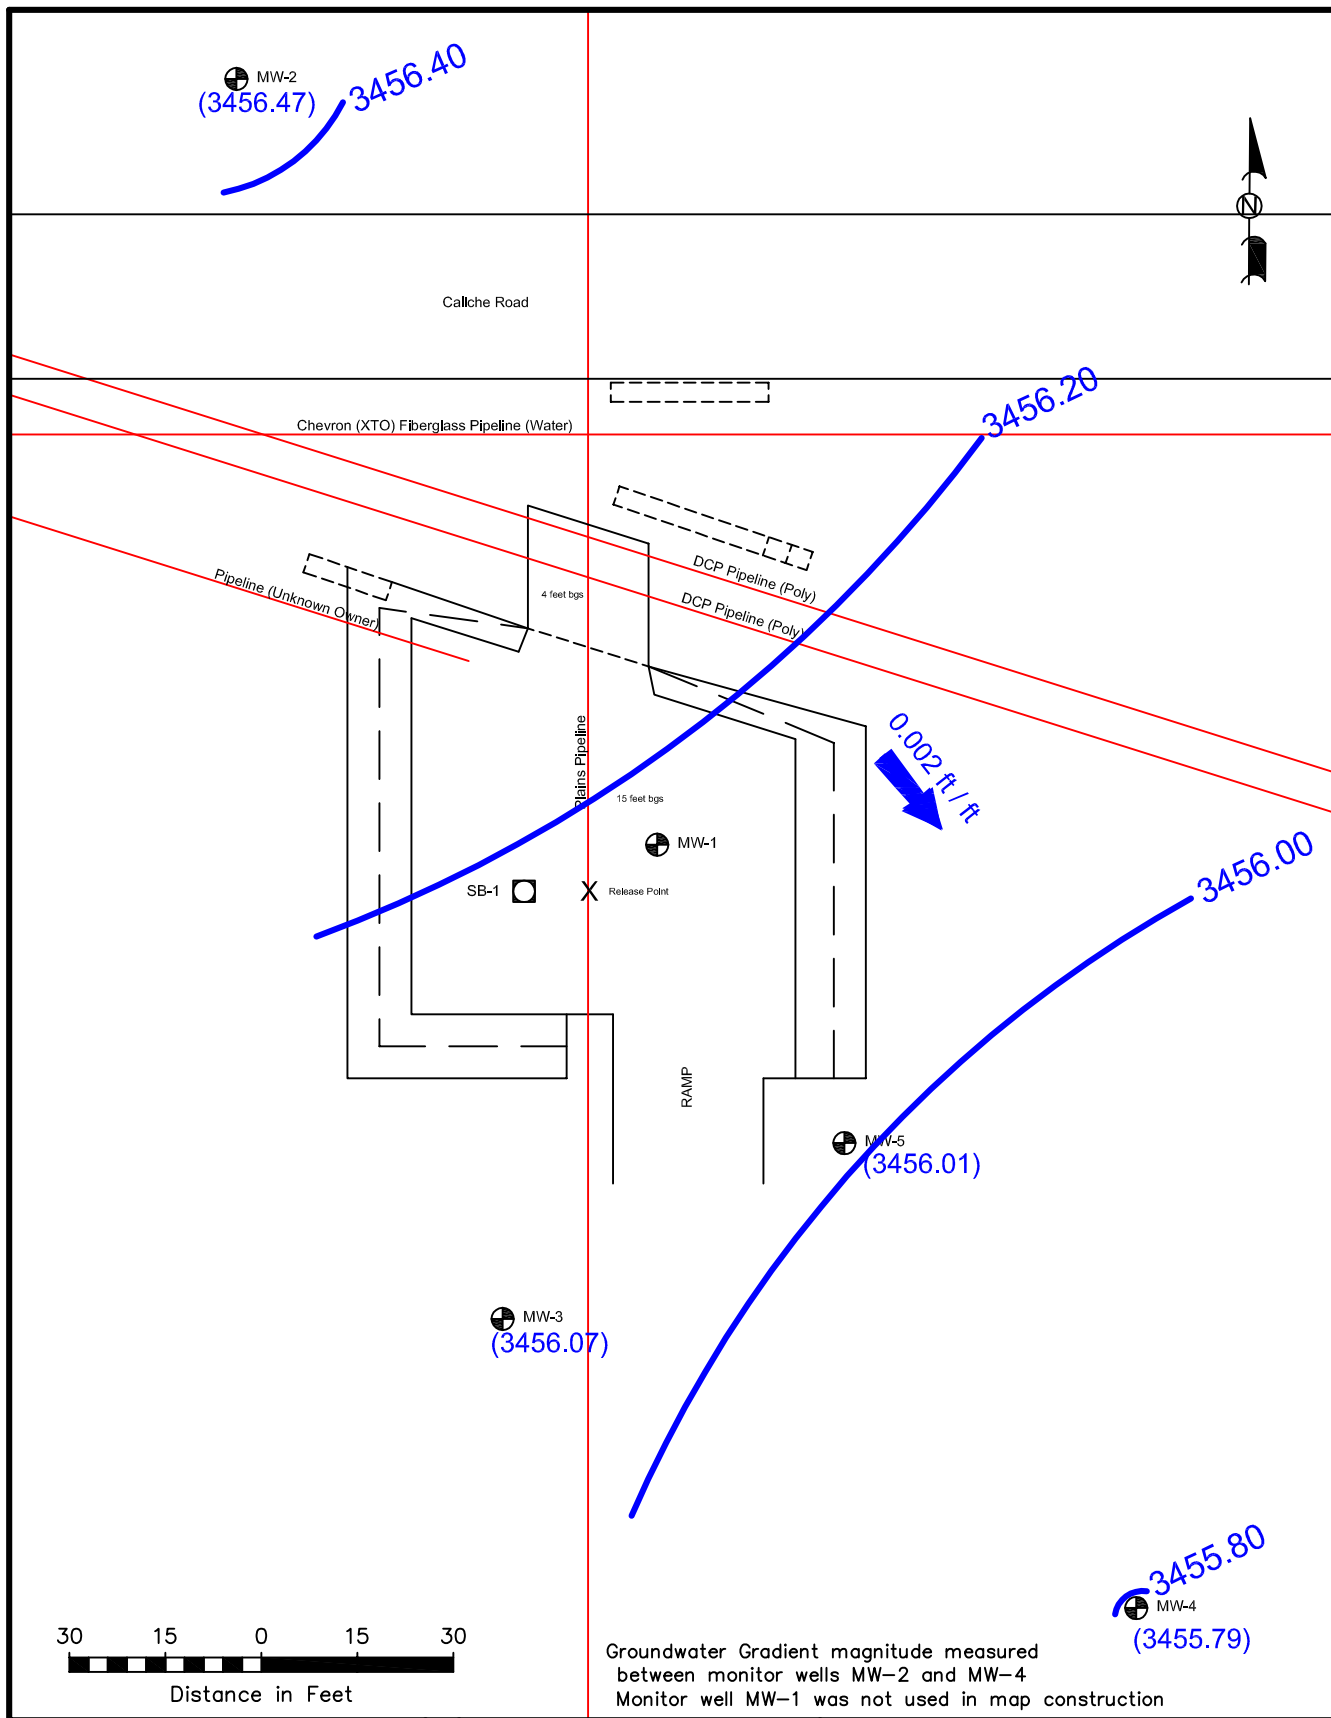 MW-2
(3456.47)
3456.40
N
Caliche Road
3456.20
Chevron (XTO) Fiberglass Pipeline (Water)
DCP Pipeline (Poly)
4 feet bgs
DCP Pipeline (Poly)
Pipeline (Unknown Owner)
0.002 ft / ft
Plains Pipeline
15 feet bgs
MW-1
SB-1
X
Release Point
3456.00
RAMP
MW-5
(3456.01)
MW-3
(3456.07)
3455.80
MW-4
(3455.79)
30 15 0 15 30
Distance in Feet
Groundwater Gradient magnitude measured
between monitor wells MW-2 and MW-4
Monitor well MW-1 was not used in map construction